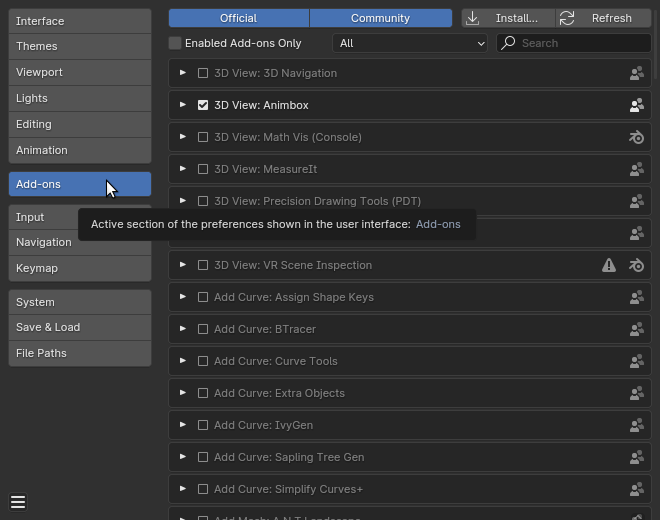 Interface
Themes
Viewport
Lights
Editing
Animation
Add-ons
Input
Navigation
Keymap
System
Save & Load
File Paths
Official
Community
Install...
Refresh
Enabled Add-ons Only
All
Search
3D View: 3D Navigation
3D View: Animbox
3D View: Math Vis (Console)
3D View: MeasureIt
3D View: Precision Drawing Tools (PDT)
Active section of the preferences shown in the user interface: Add-ons
3D View: VR Scene Inspection
Add Curve: Assign Shape Keys
Add Curve: BTracer
Add Curve: Curve Tools
Add Curve: Extra Objects
Add Curve: IvyGen
Add Curve: Sapling Tree Gen
Add Curve: Simplify Curves+
Add Mesh: A.N.T.Landscape